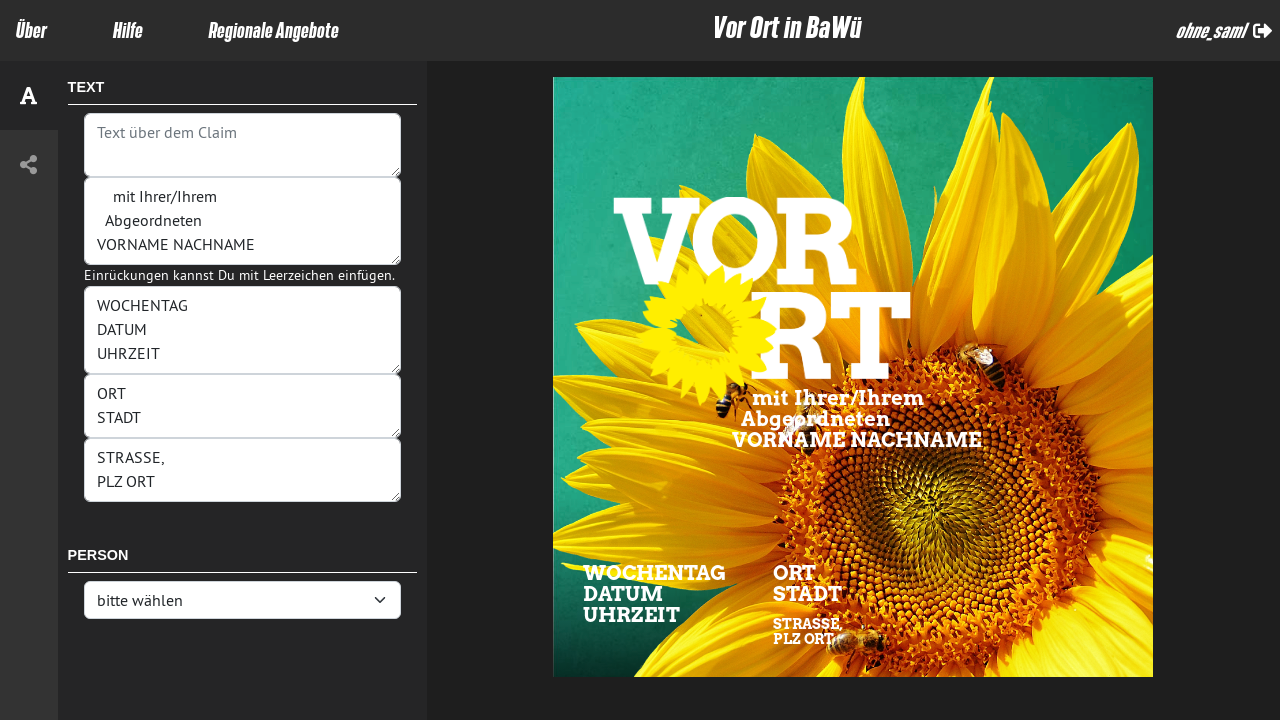 Über
Hilfe
Regionale Angebote
Vor Ort in BaWü
ohne_saml
TEXT
Text über dem Claim
mit Ihrer/Ihrem
Abgeordneten
VORNAME NACHNAME
Einrückungen kannst Du mit Leerzeichen einfügen.
WOCHENTAG
DATUM
UHRZEIT
ORT
STADT
STRASSE,
PLZ ORT
PERSON
bitte wählen
VOR
ORT
mit Ihrer/Ihrem
Abgeordneten
VORNAME NACHNAME
WOCHENTAG
DATUM
UHRZEIT
ORT
STADT
STRASSE,
PLZ ORT